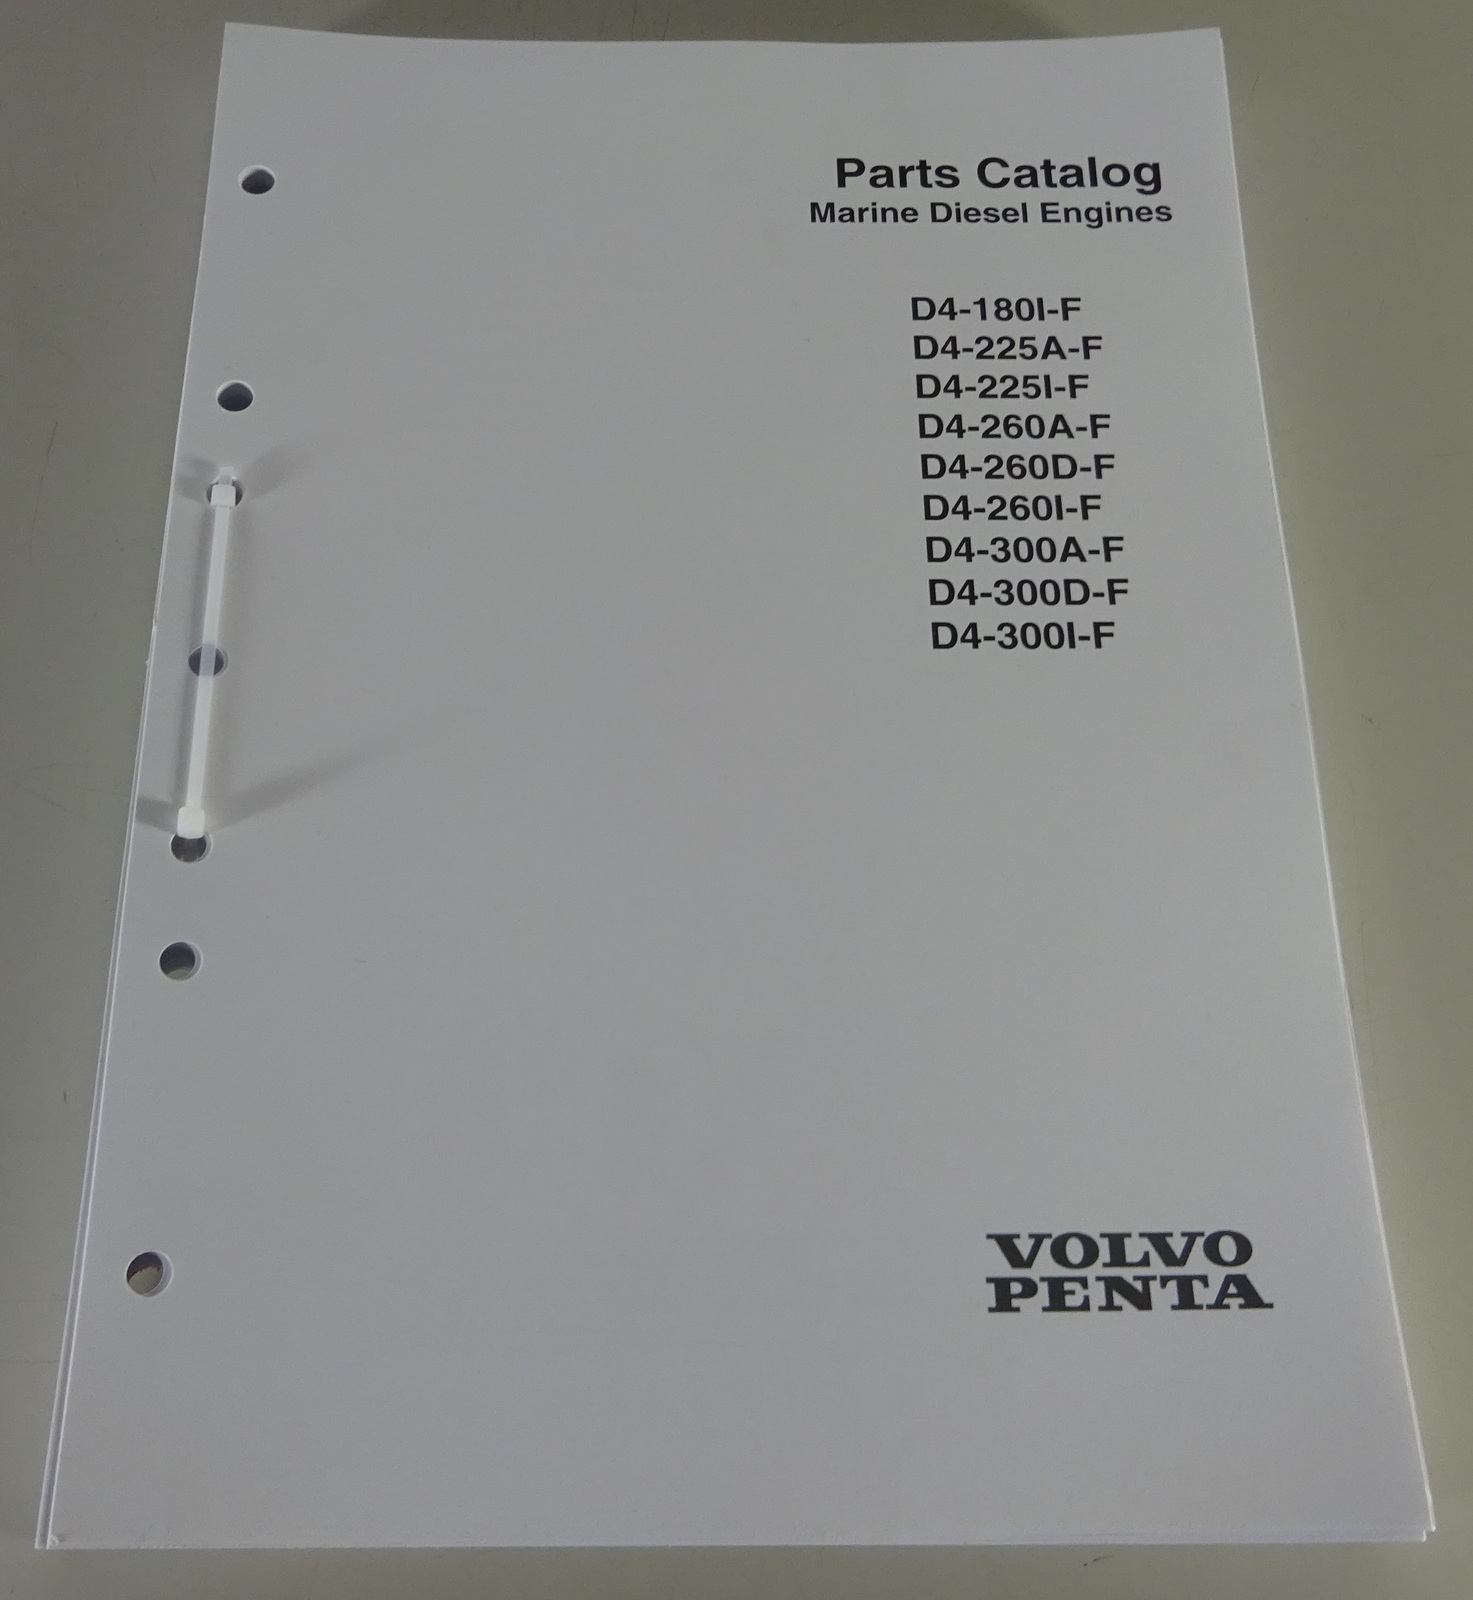 Parts Catalog
Marine Diesel Engines
D4-180I-F
D4-225A-F
D4-225I-F
D4-260A-F
D4-260D-F
D4-260I-F
D4-300A-F
D4-300D-F
D4-300I-F
VOLVO
PENTA